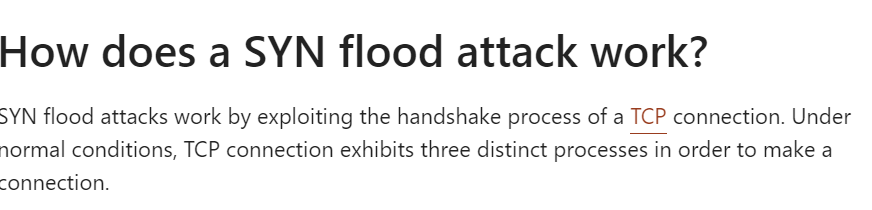 How does a SYN flood attack work?
SYN flood attacks work by exploiting the handshake process of a TCP connection. Under
normal conditions, TCP connection exhibits three distinct processes in order to make a
connection.